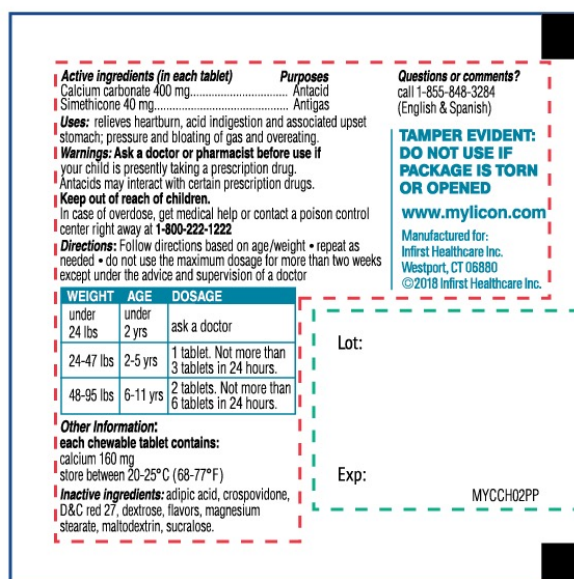 Active ingredients (in each tablet) Purposes
Calcium carbonate 400 mg................................ Antacid
Simethicone 40 mg............................................. Antigas
Uses: relieves heartburn, acid indigestion and associated upset
stomach; pressure and bloating of gas and overeating.
Warnings: Ask a doctor or pharmacist before use if
your child is presently taking a prescription drug.
Antacids may interact with certain prescription drugs.
Keep out of reach of children.
In case of overdose, get medical help or contact a poison control
center right away at 1-800-222-1222
Directions: Follow directions based on age/weight • repeat as
needed • do not use the maximum dosage for more than two weeks
except under the advice and supervision of a doctor
WEIGHT AGE DOSAGE
under 24 lbs under 2 yrs ask a doctor
24-47 lbs 2-5 yrs 1 tablet. Not more than
3 tablets in 24 hours.
48-95 lbs 6-11 yrs 2 tablets. Not more than
6 tablets in 24 hours.
Other Information:
each chewable tablet contains:
calcium 160 mg
store between 20-25°C (68-77°F)
Inactive ingredients: adipic acid, crospovidone,
D&C red 27, dextrose, flavors, magnesium
stearate, maltodextrin, sucralose.
Questions or comments?
call 1-855-848-3284
(English & Spanish)
TAMPER EVIDENT:
DO NOT USE IF
PACKAGE IS TORN
OR OPENED
www.mylicon.com
Manufactured for:
Infirst Healthcare Inc.
Westport, CT 06880
©2018 Infirst Healthcare Inc.
Lot:
Exp:
MYCCH02PP